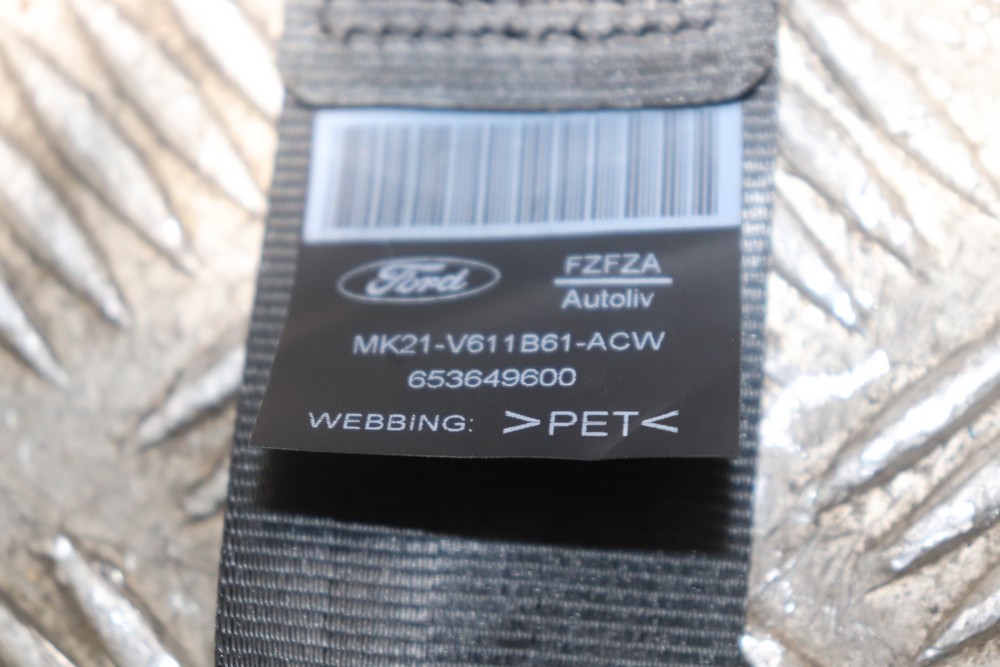 Ford
FZFZA
Autoliv
MK21-V611B61-ACW
653649600
WEBBING: >PET<